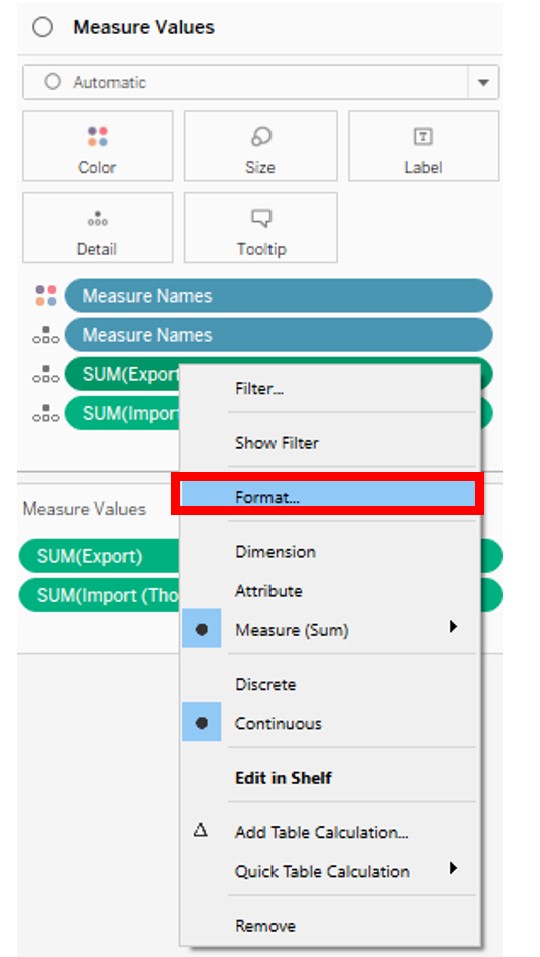 Measure Values
Automatic
Color
Size
Label
Detail
Tooltip
Measure Names
Measure Names
SUM(Export
SUM(Import
Filter...
Show Filter
Format...
Measure Values
Dimension
SUM(Export)
Attribute
SUM(Import (Tho
Measure (Sum)
Discrete
Continuous
Edit in Shelf
Add Table Calculation...
Quick Table Calculation
Remove